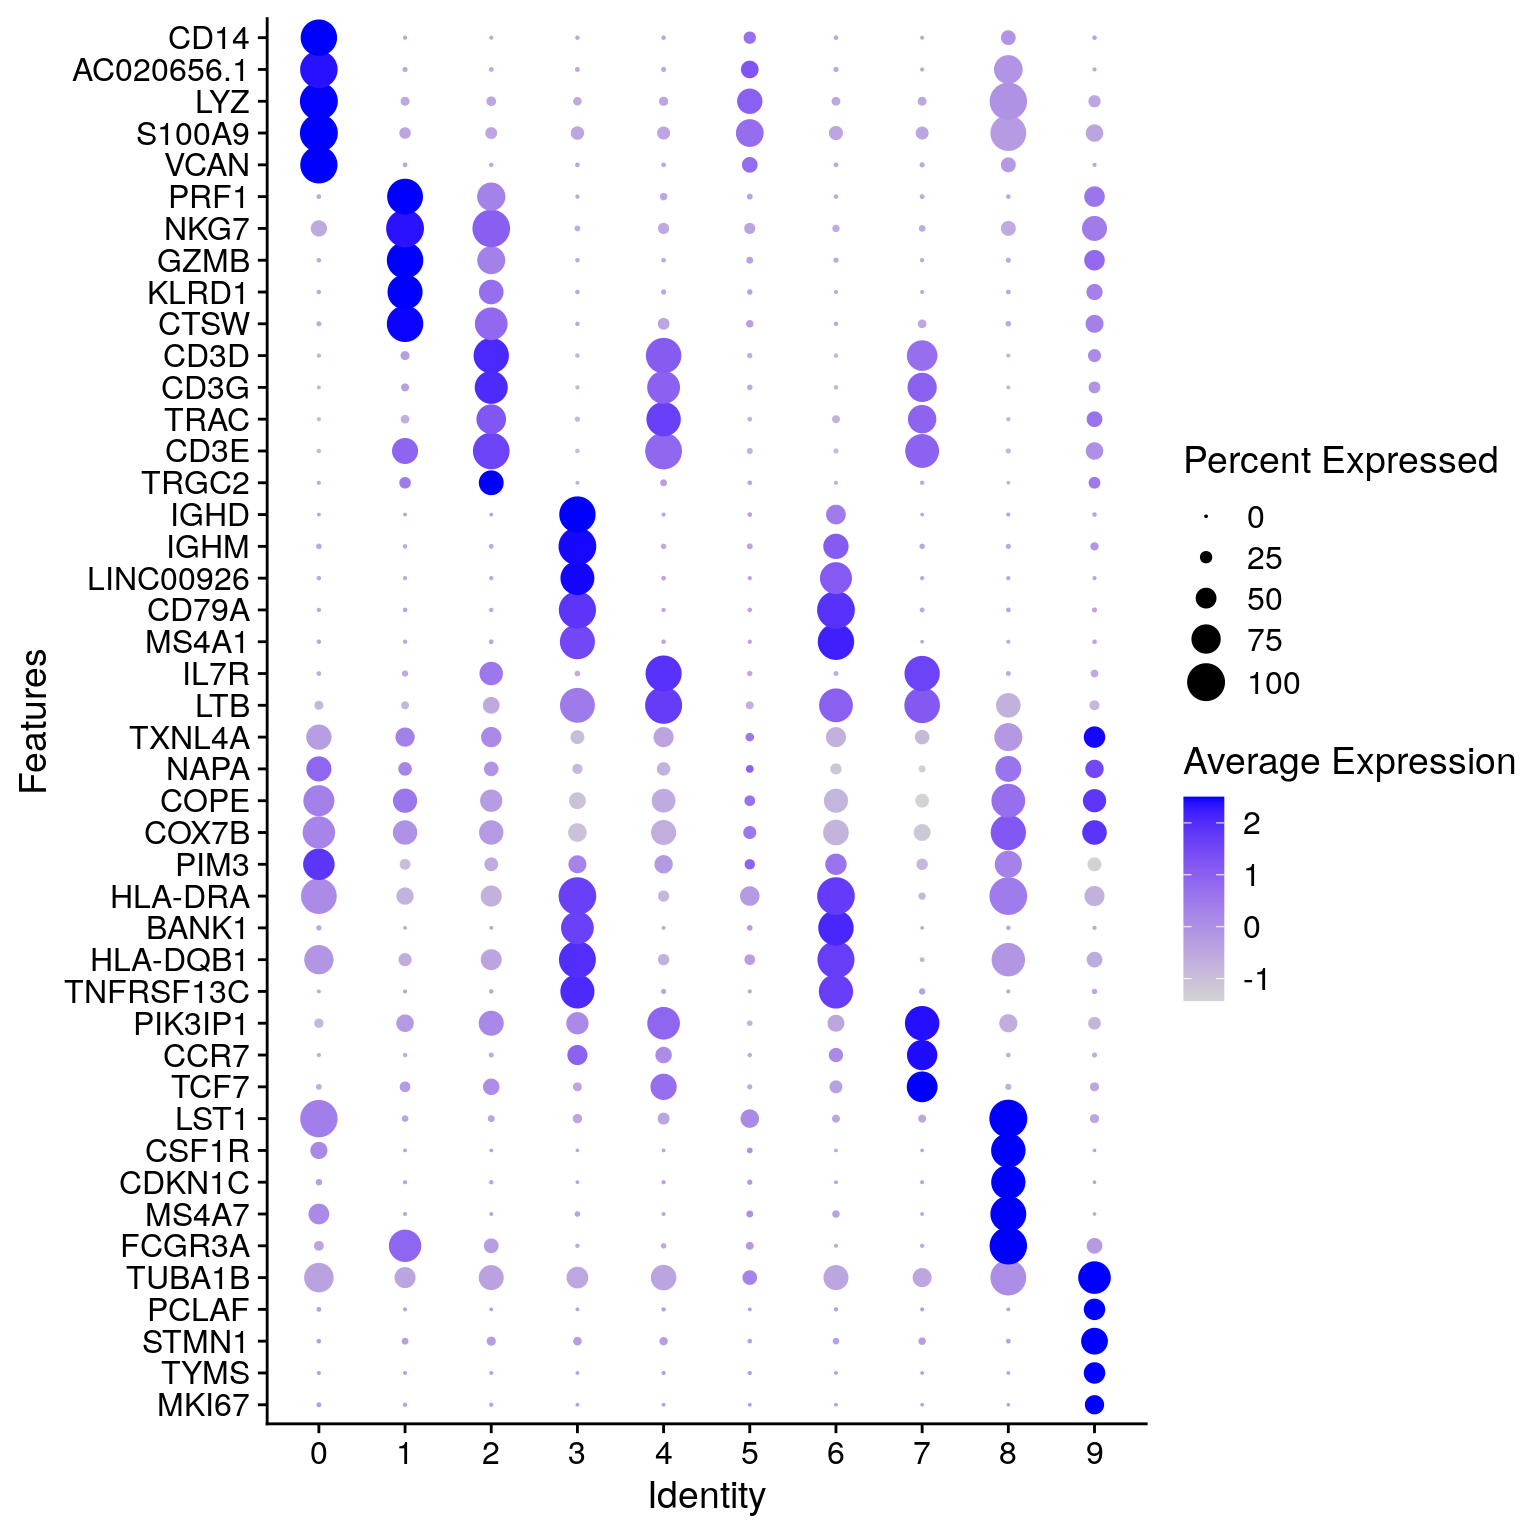 CD14
AC020656.1
LYZ
S100A9
VCAN
PRF1
NKG7
GZMB
KLRD1
CTSW
CD3D
CD3G
TRAC
CD3E
TRGC2
IGHD
IGHM
LINC00926
CD79A
MS4A1
IL7R
LTB
TXNL4A
NAPA
COPE
COX7B
PIM3
HLA-DRA
BANK1
HLA-DQB1
TNFRSF13C
PIK3IP1
CCR7
TCF7
LST1
CSF1R
CDKN1C
MS4A7
FCGR3A
TUBA1B
PCLAF
STMN1
TYMS
MKI67
Features
0 1 2 3 4 5 6 7 8 9
Identity
Percent Expressed
0
25
50
75
100
Average Expression
2
1
0
-1